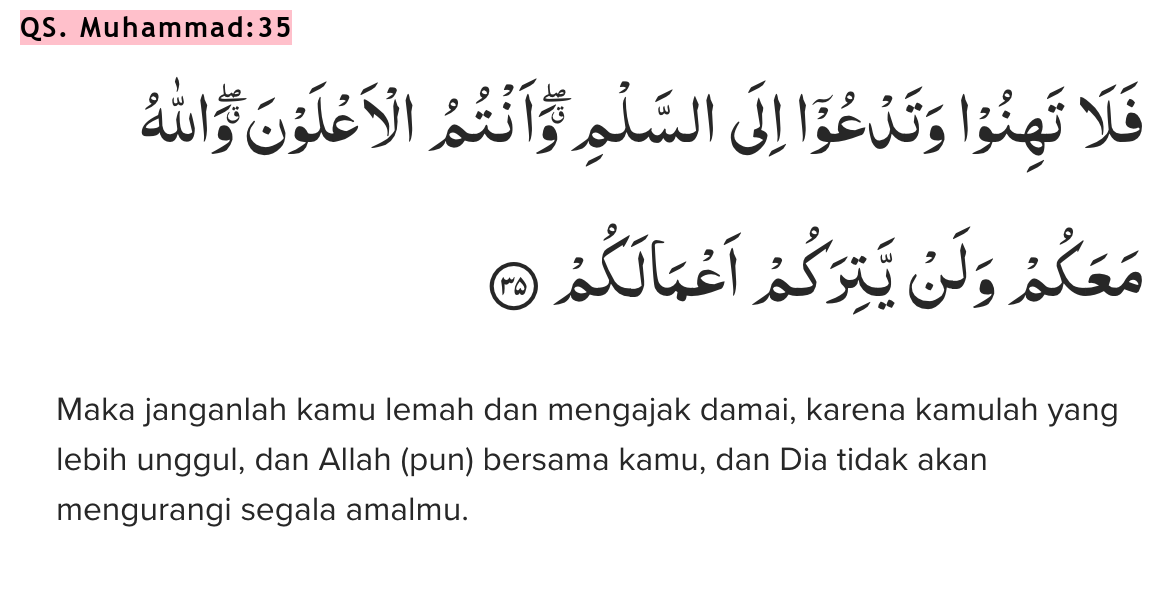 QS. Muhammad:35
فَلَا تَهِنُوْا وَتَدْعُوْٓا اِلَى السَّلْمِۖ وَاَنْتُمُ الْاَعْلَوْنَۖ وَاللّٰهُ
مَعَكُمْ وَلَنْ يَّتِرَكُمْ اَعْمَالَكُمْ ۝٣٥
Maka janganlah kamu lemah dan mengajak damai, karena kamulah yang
lebih unggul, dan Allah (pun) bersama kamu, dan Dia tidak akan
mengurangi segala amalmu.